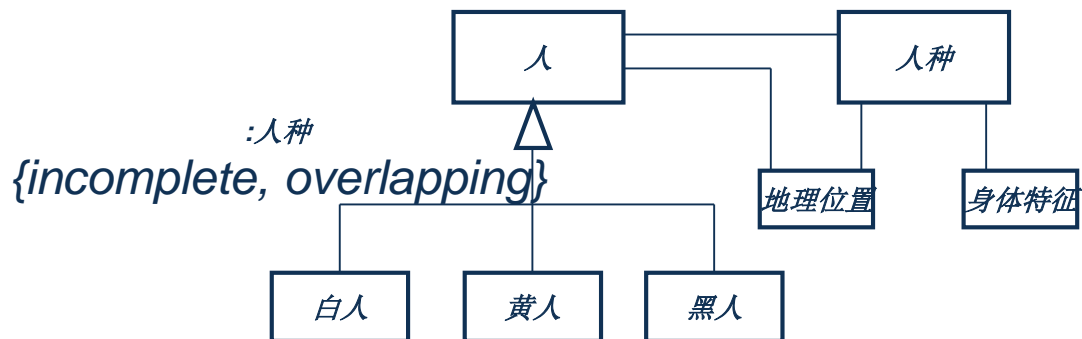 人
人种
:人种
{incomplete, overlapping}
地理位置
身体特征
白人
黄人
黑人